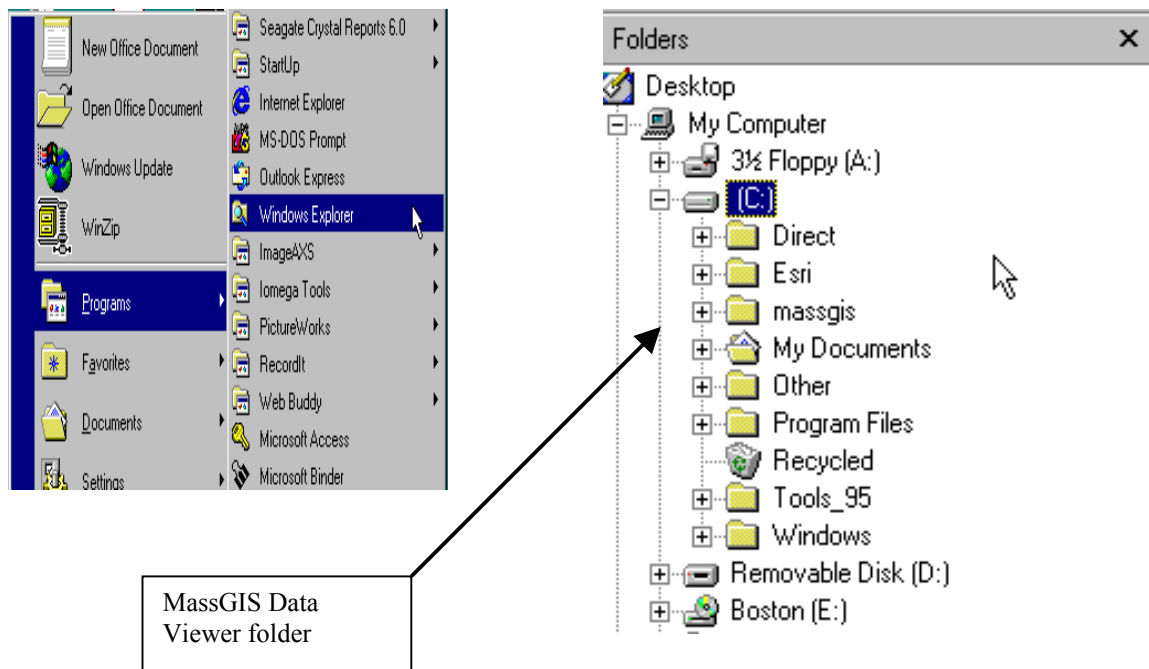 New Office Document
Open Office Document
Windows Update
WinZip
Programs
Favorites
Documents
Settings
Seagate Crystal Reports 6.0
StartUp
Internet Explorer
MS-DOS Prompt
Outlook Express
Windows Explorer
ImageAXS
Iomega Tools
PictureWorks
RecordIt
Web Buddy
Microsoft Access
Microsoft Binder
Folders
Desktop
My Computer
3½ Floppy (A:)
(C:)
Direct
Esri
massgis
My Documents
Other
Program Files
Recycled
Tools_95
Windows
Removable Disk (D:)
Boston (E:)
MassGIS Data
Viewer folder